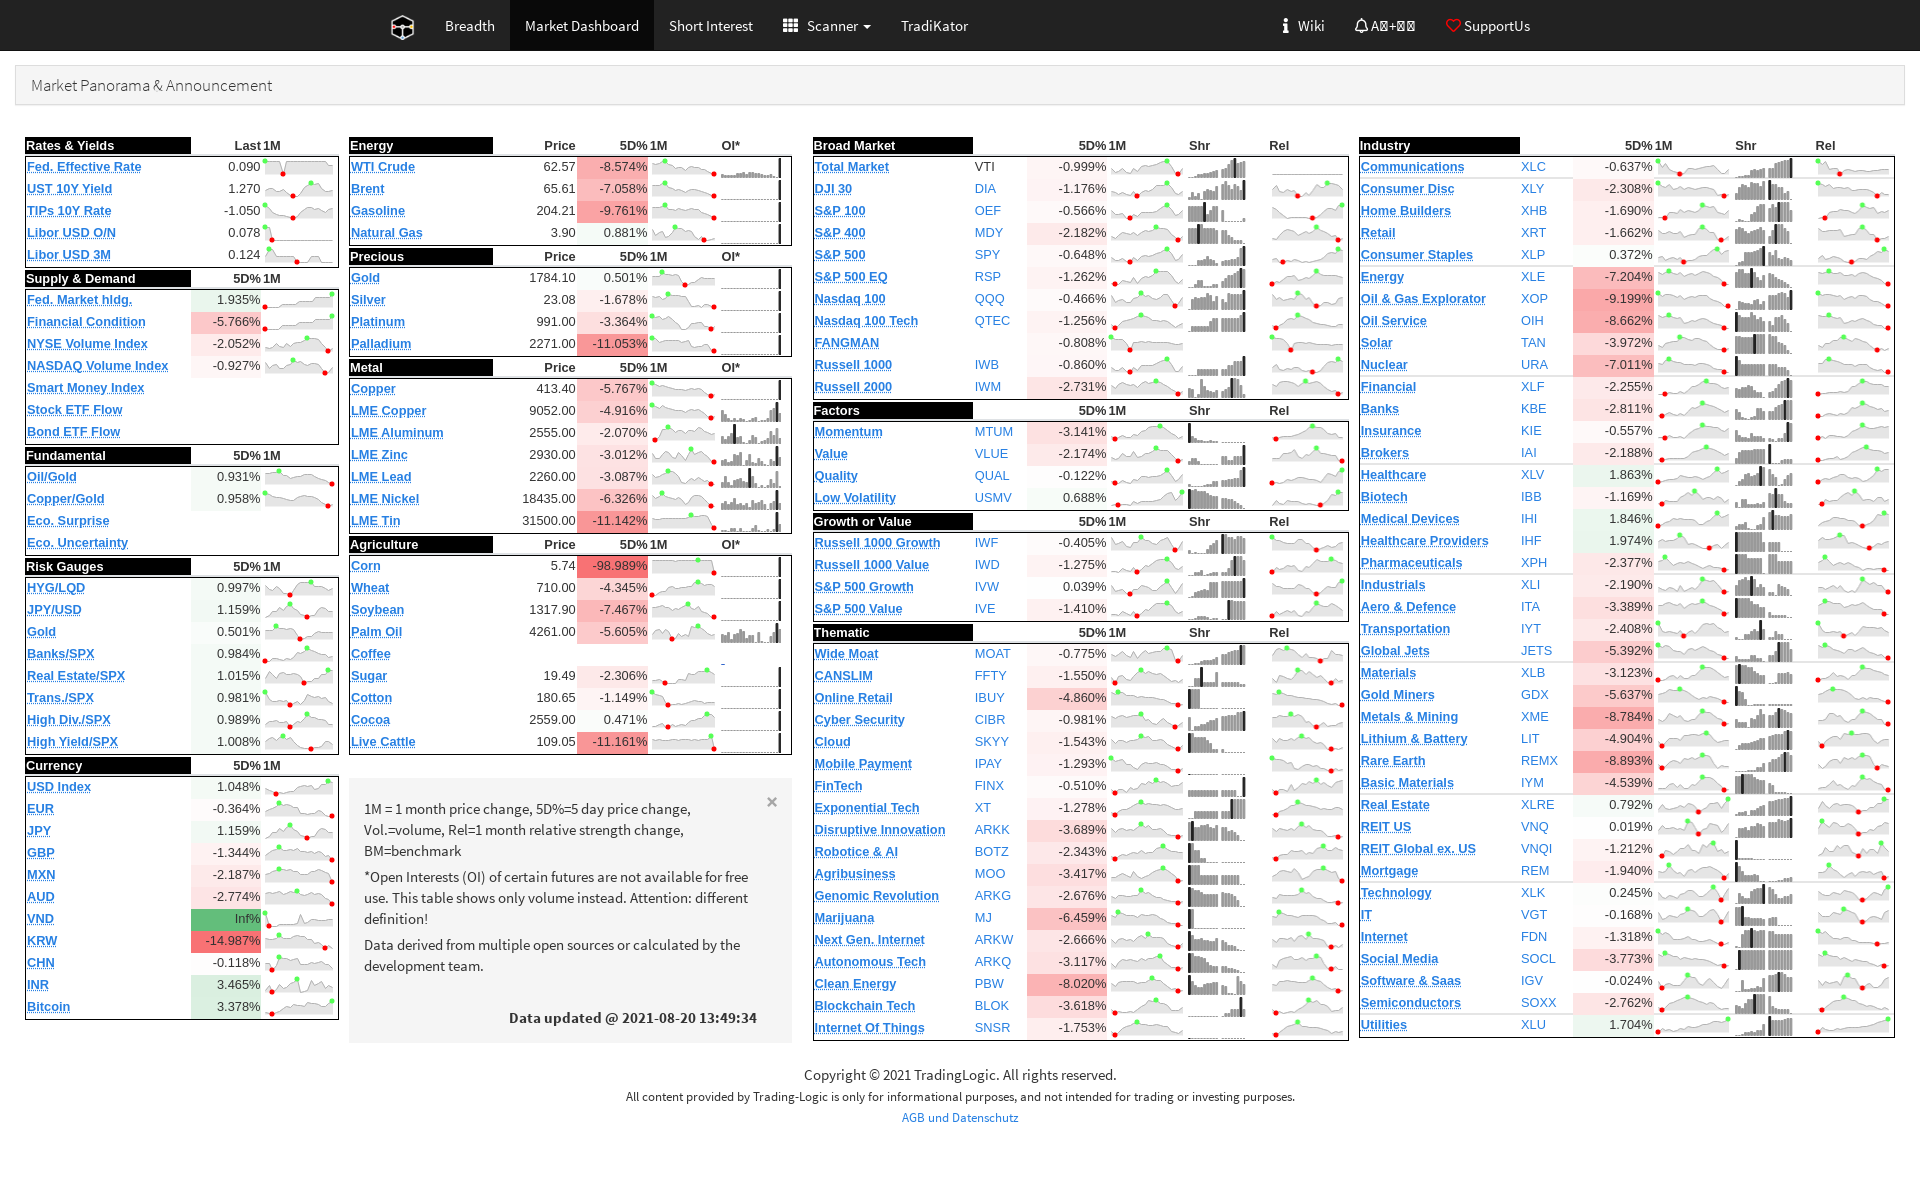 Breadth Market Dashboard Short Interest Scanner TradiKator Wiki SupportUs
Market Panorama & Announcement
Rates & Yields Last 1M
Fed. Effective Rate 0.090
UST 10Y Yield 1.270
TIPs 10Y Rate -1.050
Libor USD O/N 0.078
Libor USD 3M 0.124
Supply & Demand 5D% 1M
Fed. Market hldg. 1.935%
Financial Condition -5.766%
NYSE Volume Index -2.052%
NASDAQ Volume Index -0.927%
Smart Money Index
Stock ETF Flow
Bond ETF Flow
Fundamental 5D% 1M
Oil/Gold 0.931%
Copper/Gold 0.958%
Eco. Surprise
Eco. Uncertainty
Risk Gauges 5D% 1M
HYG/LQD 0.997%
JPY/USD 1.159%
Gold 0.501%
Banks/SPX 0.984%
Real Estate/SPX 1.015%
Trans./SPX 0.981%
High Div./SPX 0.989%
High Yield/SPX 1.008%
Currency 5D% 1M
USD Index 1.048%
EUR -0.364%
JPY 1.159%
GBP -1.344%
MXN -2.187%
AUD -2.774%
VND Inf%
KRW -14.987%
CHN -0.118%
INR 3.465%
Bitcoin 3.378%
Energy Price 5D% 1M OI*
WTI Crude 62.57 -8.574%
Brent 65.61 -7.058%
Gasoline 204.21 -9.761%
Natural Gas 3.90 0.881%
Precious Price 5D% 1M OI*
Gold 1784.10 0.501%
Silver 23.08 -1.678%
Platinum 991.00 -3.364%
Palladium 2271.00 -11.053%
Metal Price 5D% 1M OI*
Copper 413.40 -5.767%
LME Copper 9052.00 -4.916%
LME Aluminum 2555.00 -2.070%
LME Zinc 2930.00 -3.012%
LME Lead 2260.00 -3.087%
LME Nickel 18435.00 -6.326%
LME Tin 31500.00 -11.142%
Agriculture Price 5D% 1M OI*
Corn 5.74 -98.989%
Wheat 710.00 -4.345%
Soybean 1317.90 -7.467%
Palm Oil 4261.00 -5.605%
Coffee -
Sugar 19.49 -2.306%
Cotton 180.65 -1.149%
Cocoa 2559.00 0.471%
Live Cattle 109.05 -11.161%
×
1M = 1 month price change, 5D%=5 day price change,
Vol.=volume, Rel=1 month relative strength change,
BM=benchmark
*Open Interests (OI) of certain futures are not available for free
use. This table shows only volume instead. Attention: different
definition!
Data derived from multiple open sources or calculated by the
development team.
Data updated @ 2021-08-20 13:49:34
Broad Market 5D% 1M Shr Rel
Total Market VTI -0.999%
DJI 30 DIA -1.176%
S&P 100 OEF -0.566%
S&P 400 MDY -2.182%
S&P 500 SPY -0.648%
S&P 500 EQ RSP -1.262%
Nasdaq 100 QQQ -0.466%
Nasdaq 100 Tech QTEC -1.256%
FANGMAN -0.808%
Russell 1000 IWB -0.860%
Russell 2000 IWM -2.731%
Factors 5D% 1M Shr Rel
Momentum MTUM -3.141%
Value VLUE -2.174%
Quality QUAL -0.122%
Low Volatility USMV 0.688%
Growth or Value 5D% 1M Shr Rel
Russell 1000 Growth IWF -0.405%
Russell 1000 Value IWD -1.275%
S&P 500 Growth IVW 0.039%
S&P 500 Value IVE -1.410%
Thematic 5D% 1M Shr Rel
Wide Moat MOAT -0.775%
CANSLIM FFTY -1.550%
Online Retail IBUY -4.860%
Cyber Security CIBR -0.981%
Cloud SKYY -1.543%
Mobile Payment IPAY -1.293%
FinTech FINX -0.510%
Exponential Tech XT -1.278%
Disruptive Innovation ARKK -3.689%
Robotice & AI BOTZ -2.343%
Agribusiness MOO -3.417%
Genomic Revolution ARKG -2.676%
Marijuana MJ -6.459%
Next Gen. Internet ARKW -2.666%
Autonomous Tech ARKQ -3.117%
Clean Energy PBW -8.020%
Blockchain Tech BLOK -3.618%
Internet Of Things SNSR -1.753%
Industry 5D% 1M Shr Rel
Communications XLC -0.637%
Consumer Disc XLY -2.308%
Home Builders XHB -1.690%
Retail XRT -1.662%
Consumer Staples XLP 0.372%
Energy XLE -7.204%
Oil & Gas Explorator XOP -9.199%
Oil Service OIH -8.662%
Solar TAN -3.972%
Nuclear URA -7.011%
Financial XLF -2.255%
Banks KBE -2.811%
Insurance KIE -0.557%
Brokers IAI -2.188%
Healthcare XLV 1.863%
Biotech IBB -1.169%
Medical Devices IHI 1.846%
Healthcare Providers IHF 1.974%
Pharmaceuticals XPH -2.377%
Industrials XLI -2.190%
Aero & Defence ITA -3.389%
Transportation IYT -2.408%
Global Jets JETS -5.392%
Materials XLB -3.123%
Gold Miners GDX -5.637%
Metals & Mining XME -8.784%
Lithium & Battery LIT -4.904%
Rare Earth REMX -8.893%
Basic Materials IYM -4.539%
Real Estate XLRE 0.792%
REIT US VNQ 0.019%
REIT Global ex. US VNQI -1.212%
Mortgage REM -1.940%
Technology XLK 0.245%
IT VGT -0.168%
Internet FDN -1.318%
Social Media SOCL -3.773%
Software & Saas IGV -0.024%
Semiconductors SOXX -2.762%
Utilities XLU 1.704%
Copyright © 2021 TradingLogic. All rights reserved.
All content provided by Trading-Logic is only for informational purposes, and not intended for trading or investing purposes.
AGB und Datenschutz